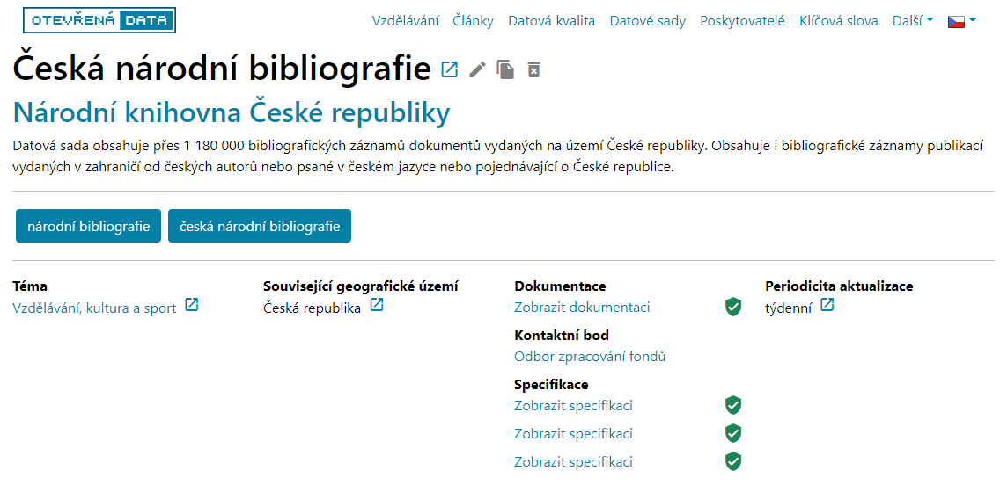 OTEVŘENÁ DATA
Vzdělávání Články Datová kvalita Datové sady Poskytovatelé Klíčová slova Další
Česká národní bibliografie
Národní knihovna České republiky
Datová sada obsahuje přes 1 180 000 bibliografických záznamů dokumentů vydaných na území České republiky. Obsahuje i bibliografické záznamy publikací
vydaných v zahraničí od českých autorů nebo psané v českém jazyce nebo pojednávající o České republice.
národní bibliografie česká národní bibliografie
Téma
Vzdělávání, kultura a sport
Související geografické území
Česká republika
Dokumentace
Zobrazit dokumentaci
Kontaktní bod
Odbor zpracování fondů
Specifikace
Zobrazit specifikaci
Zobrazit specifikaci
Zobrazit specifikaci
Periodicita aktualizace
týdenní